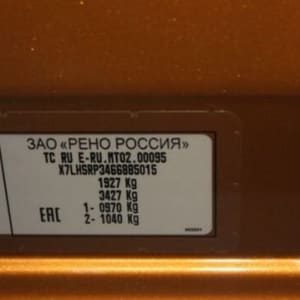 ЗАО «РЕНО РОССИЯ»
TC RU E-RU.MT02.00095
X7LHSRP3466885015
1927 Kg
3427 Kg
EAC 1- 0970 Kg
2- 1040 Kg